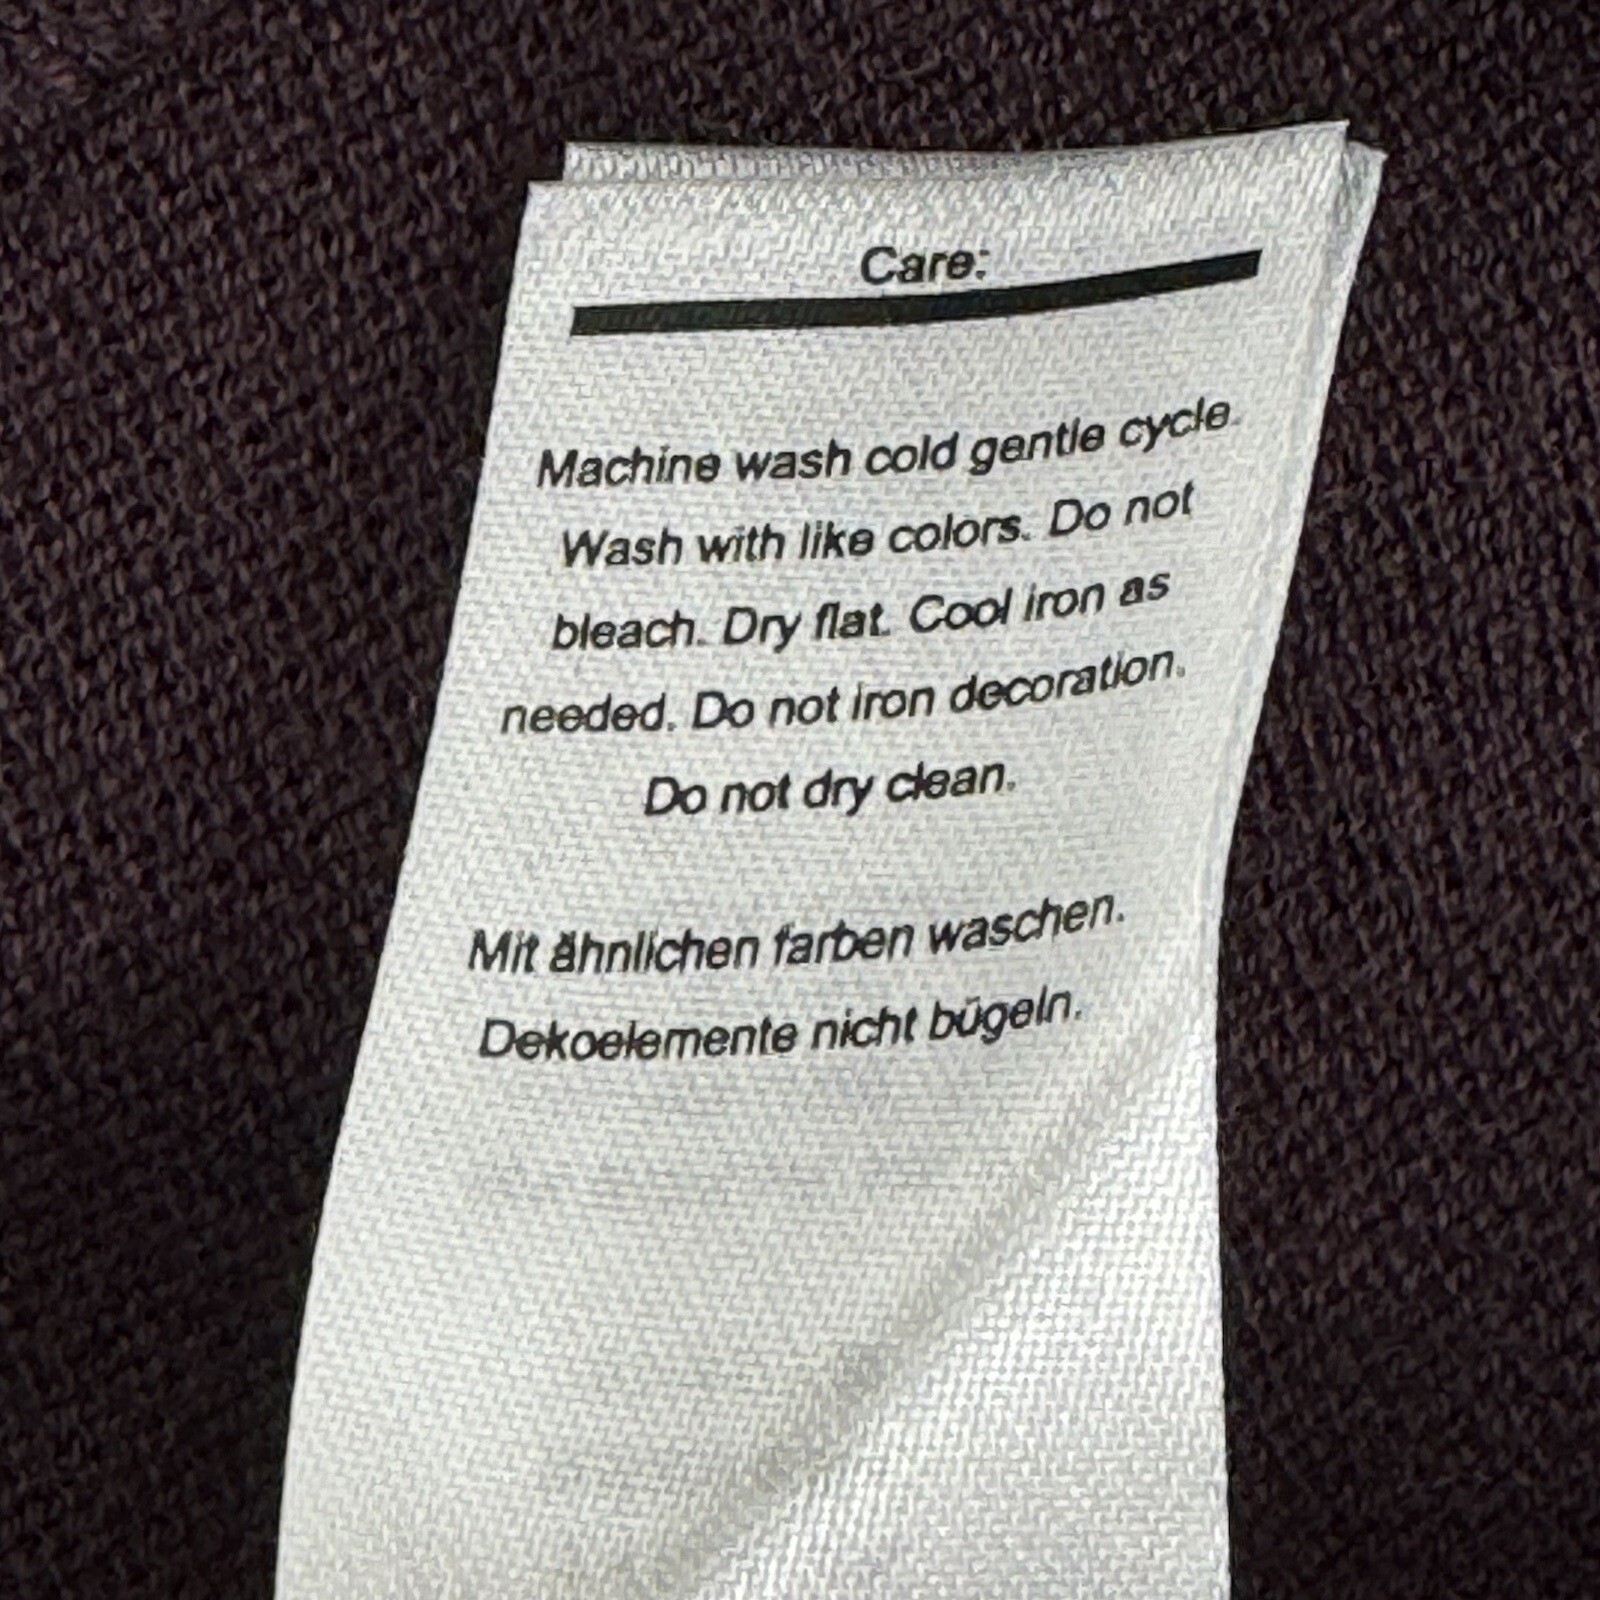 Care:
Machine wash cold gentle cycle.
Wash with like colors. Do not
bleach. Dry flat. Cool iron as
needed. Do not iron decoration.
Do not dry clean.
Mit ähnlichen farben waschen.
Dekoelemente nicht bügeln.